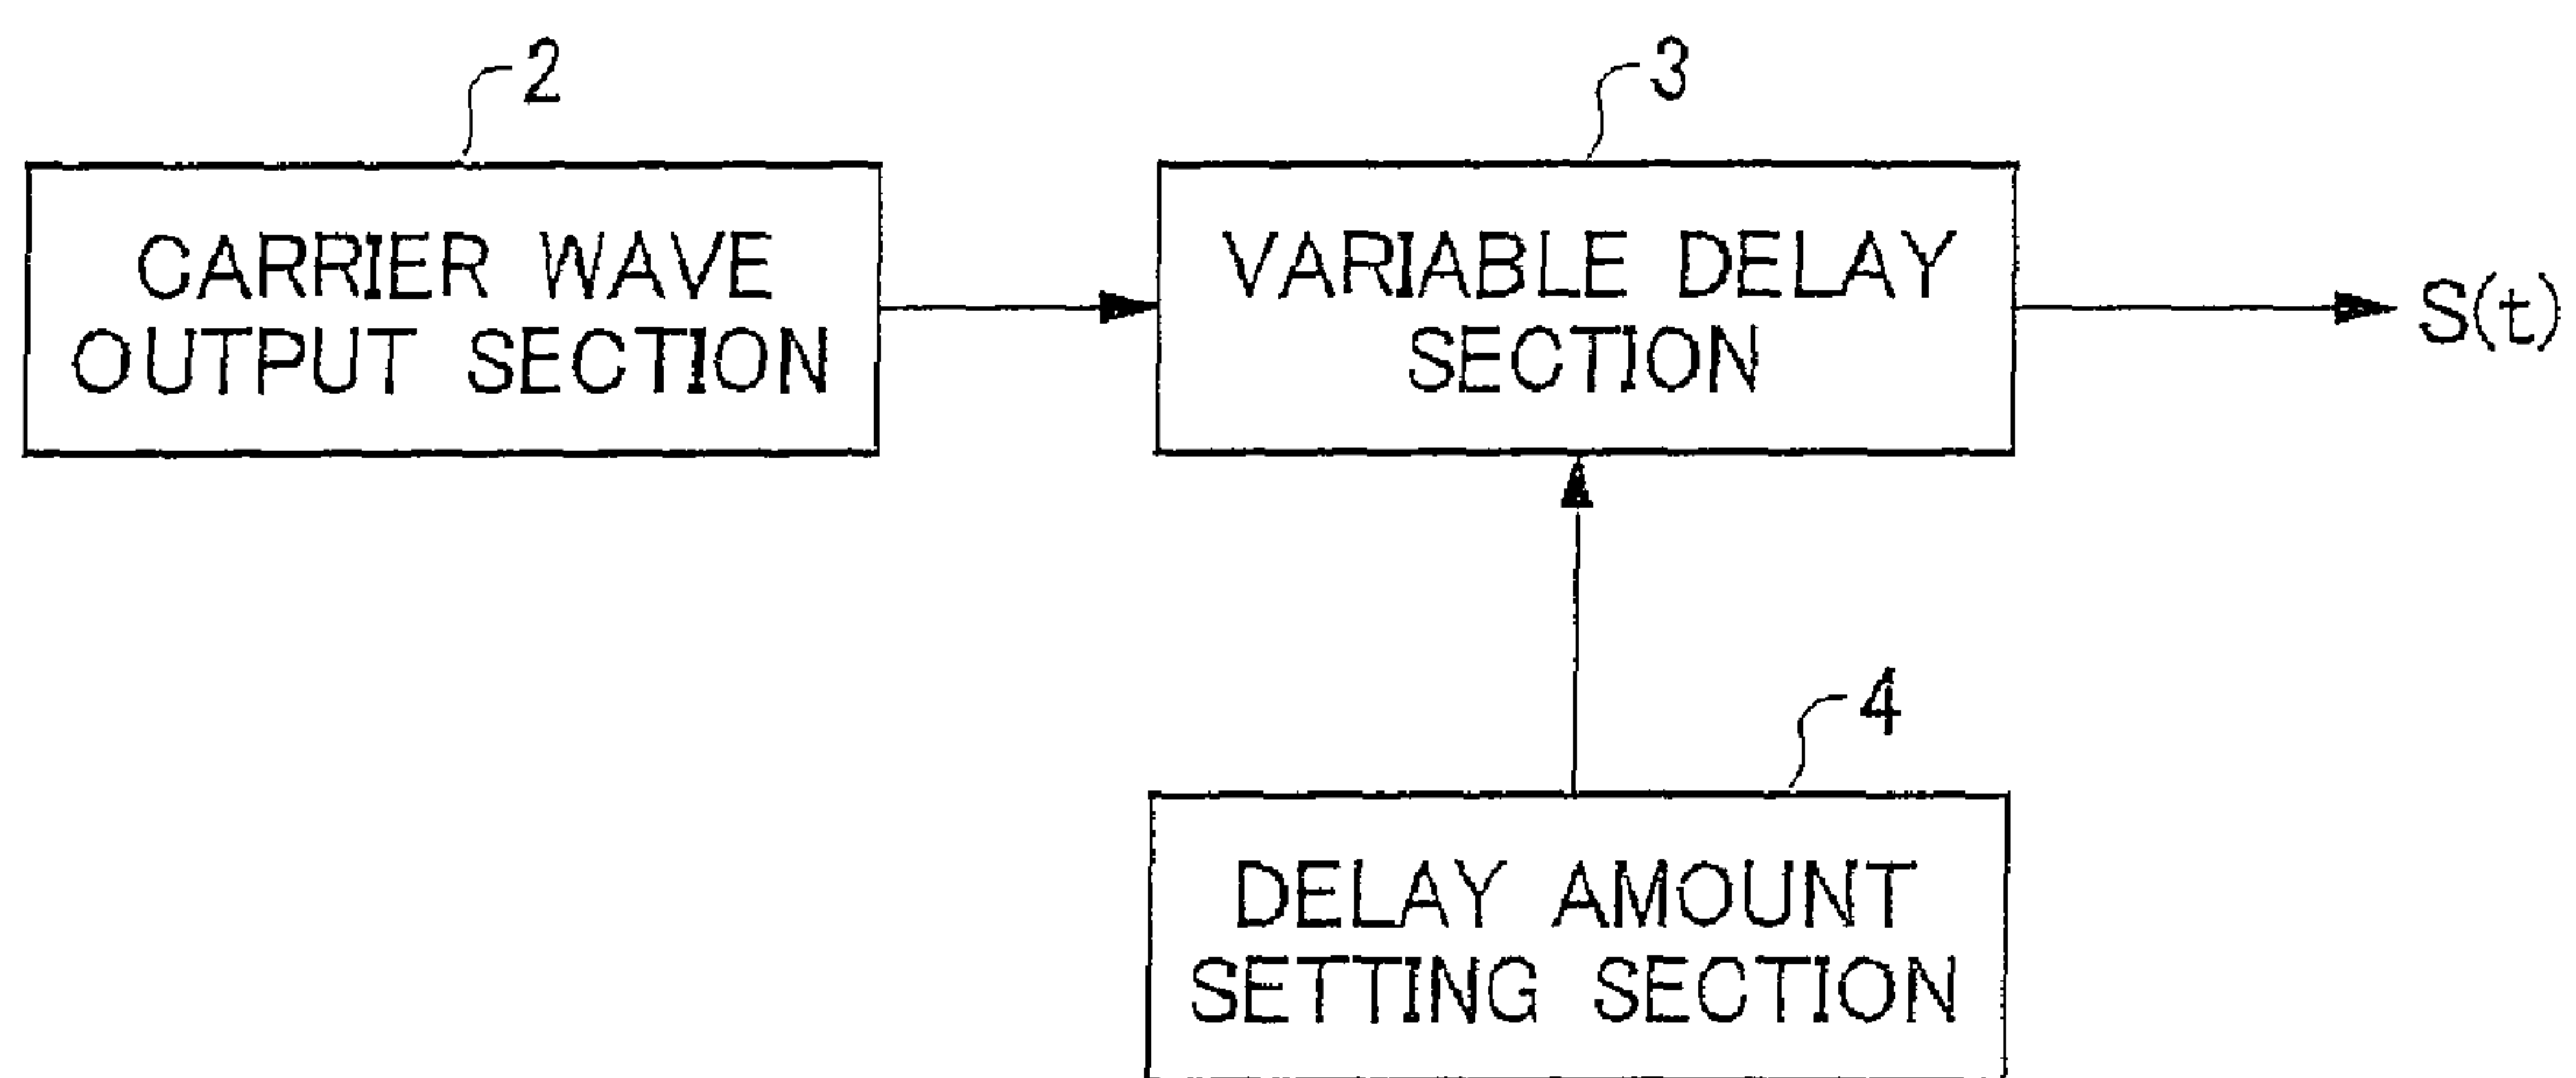 2
3
CARRIER WAVE
OUTPUT SECTION
VARIABLE DELAY
SECTION
S(t)
4
DELAY AMOUNT
SETTING SECTION